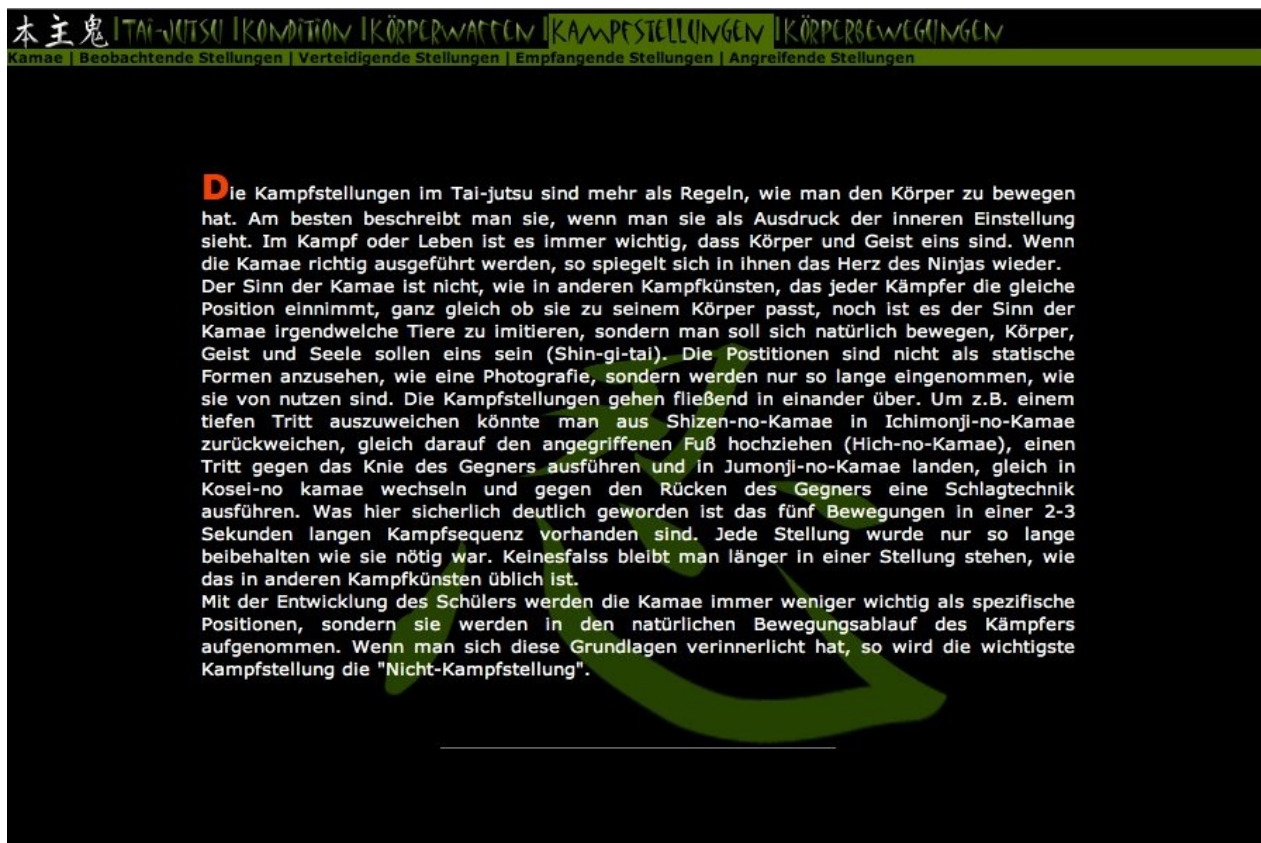 本主鬼 | TAI-JUTSU | KONDITION | KÖRPERWAFFEN | KAMPFSTELLUNGEN | KÖRPERBEWEGUNGEN
Kamae | Beobachtende Stellungen | Verteidigende Stellungen | Empfangende Stellungen | Angreifende Stellungen
Die Kampfstellungen im Tai-jutsu sind mehr als Regeln, wie man den Körper zu bewegen
hat. Am besten beschreibt man sie, wenn man sie als Ausdruck der inneren Einstellung
sieht. Im Kampf oder Leben ist es immer wichtig, dass Körper und Geist eins sind. Wenn
die Kamae richtig ausgeführt werden, so spiegelt sich in ihnen das Herz des Ninjas wieder.
Der Sinn der Kamae ist nicht, wie in anderen Kampfkünsten, das jeder Kämpfer die gleiche
Position einnimmt, ganz gleich ob sie zu seinem Körper passt, noch ist es der Sinn der
Kamae irgendwelche Tiere zu imitieren, sondern man soll sich natürlich bewegen, Körper,
Geist und Seele sollen eins sein (Shin-gi-tai). Die Postitionen sind nicht als statische
Formen anzusehen, wie eine Photografie, sondern werden nur so lange eingenommen, wie
sie von nutzen sind. Die Kampfstellungen gehen fließend in einander über. Um z.B. einem
tiefen Tritt auszuweichen könnte man aus Shizen-no-Kamae in Ichimonji-no-Kamae
zurückweichen, gleich darauf den angegriffenen Fuß hochziehen (Hich-no-Kamae), einen
Tritt gegen das Knie des Gegners ausführen und in Jumonji-no-Kamae landen, gleich in
Kosei-no kamae wechseln und gegen den Rücken des Gegners eine Schlagtechnik
ausführen. Was hier sicherlich deutlich geworden ist das fünf Bewegungen in einer 2-3
Sekunden langen Kampfsequenz vorhanden sind. Jede Stellung wurde nur so lange
beibehalten wie sie nötig war. Keinesfalss bleibt man länger in einer Stellung stehen, wie
das in anderen Kampfkünsten üblich ist.
Mit der Entwicklung des Schülers werden die Kamae immer weniger wichtig als spezifische
Positionen, sondern sie werden in den natürlichen Bewegungsablauf des Kämpfers
aufgenommen. Wenn man sich diese Grundlagen verinnerlicht hat, so wird die wichtigste
Kampfstellung die "Nicht-Kampfstellung".
忍